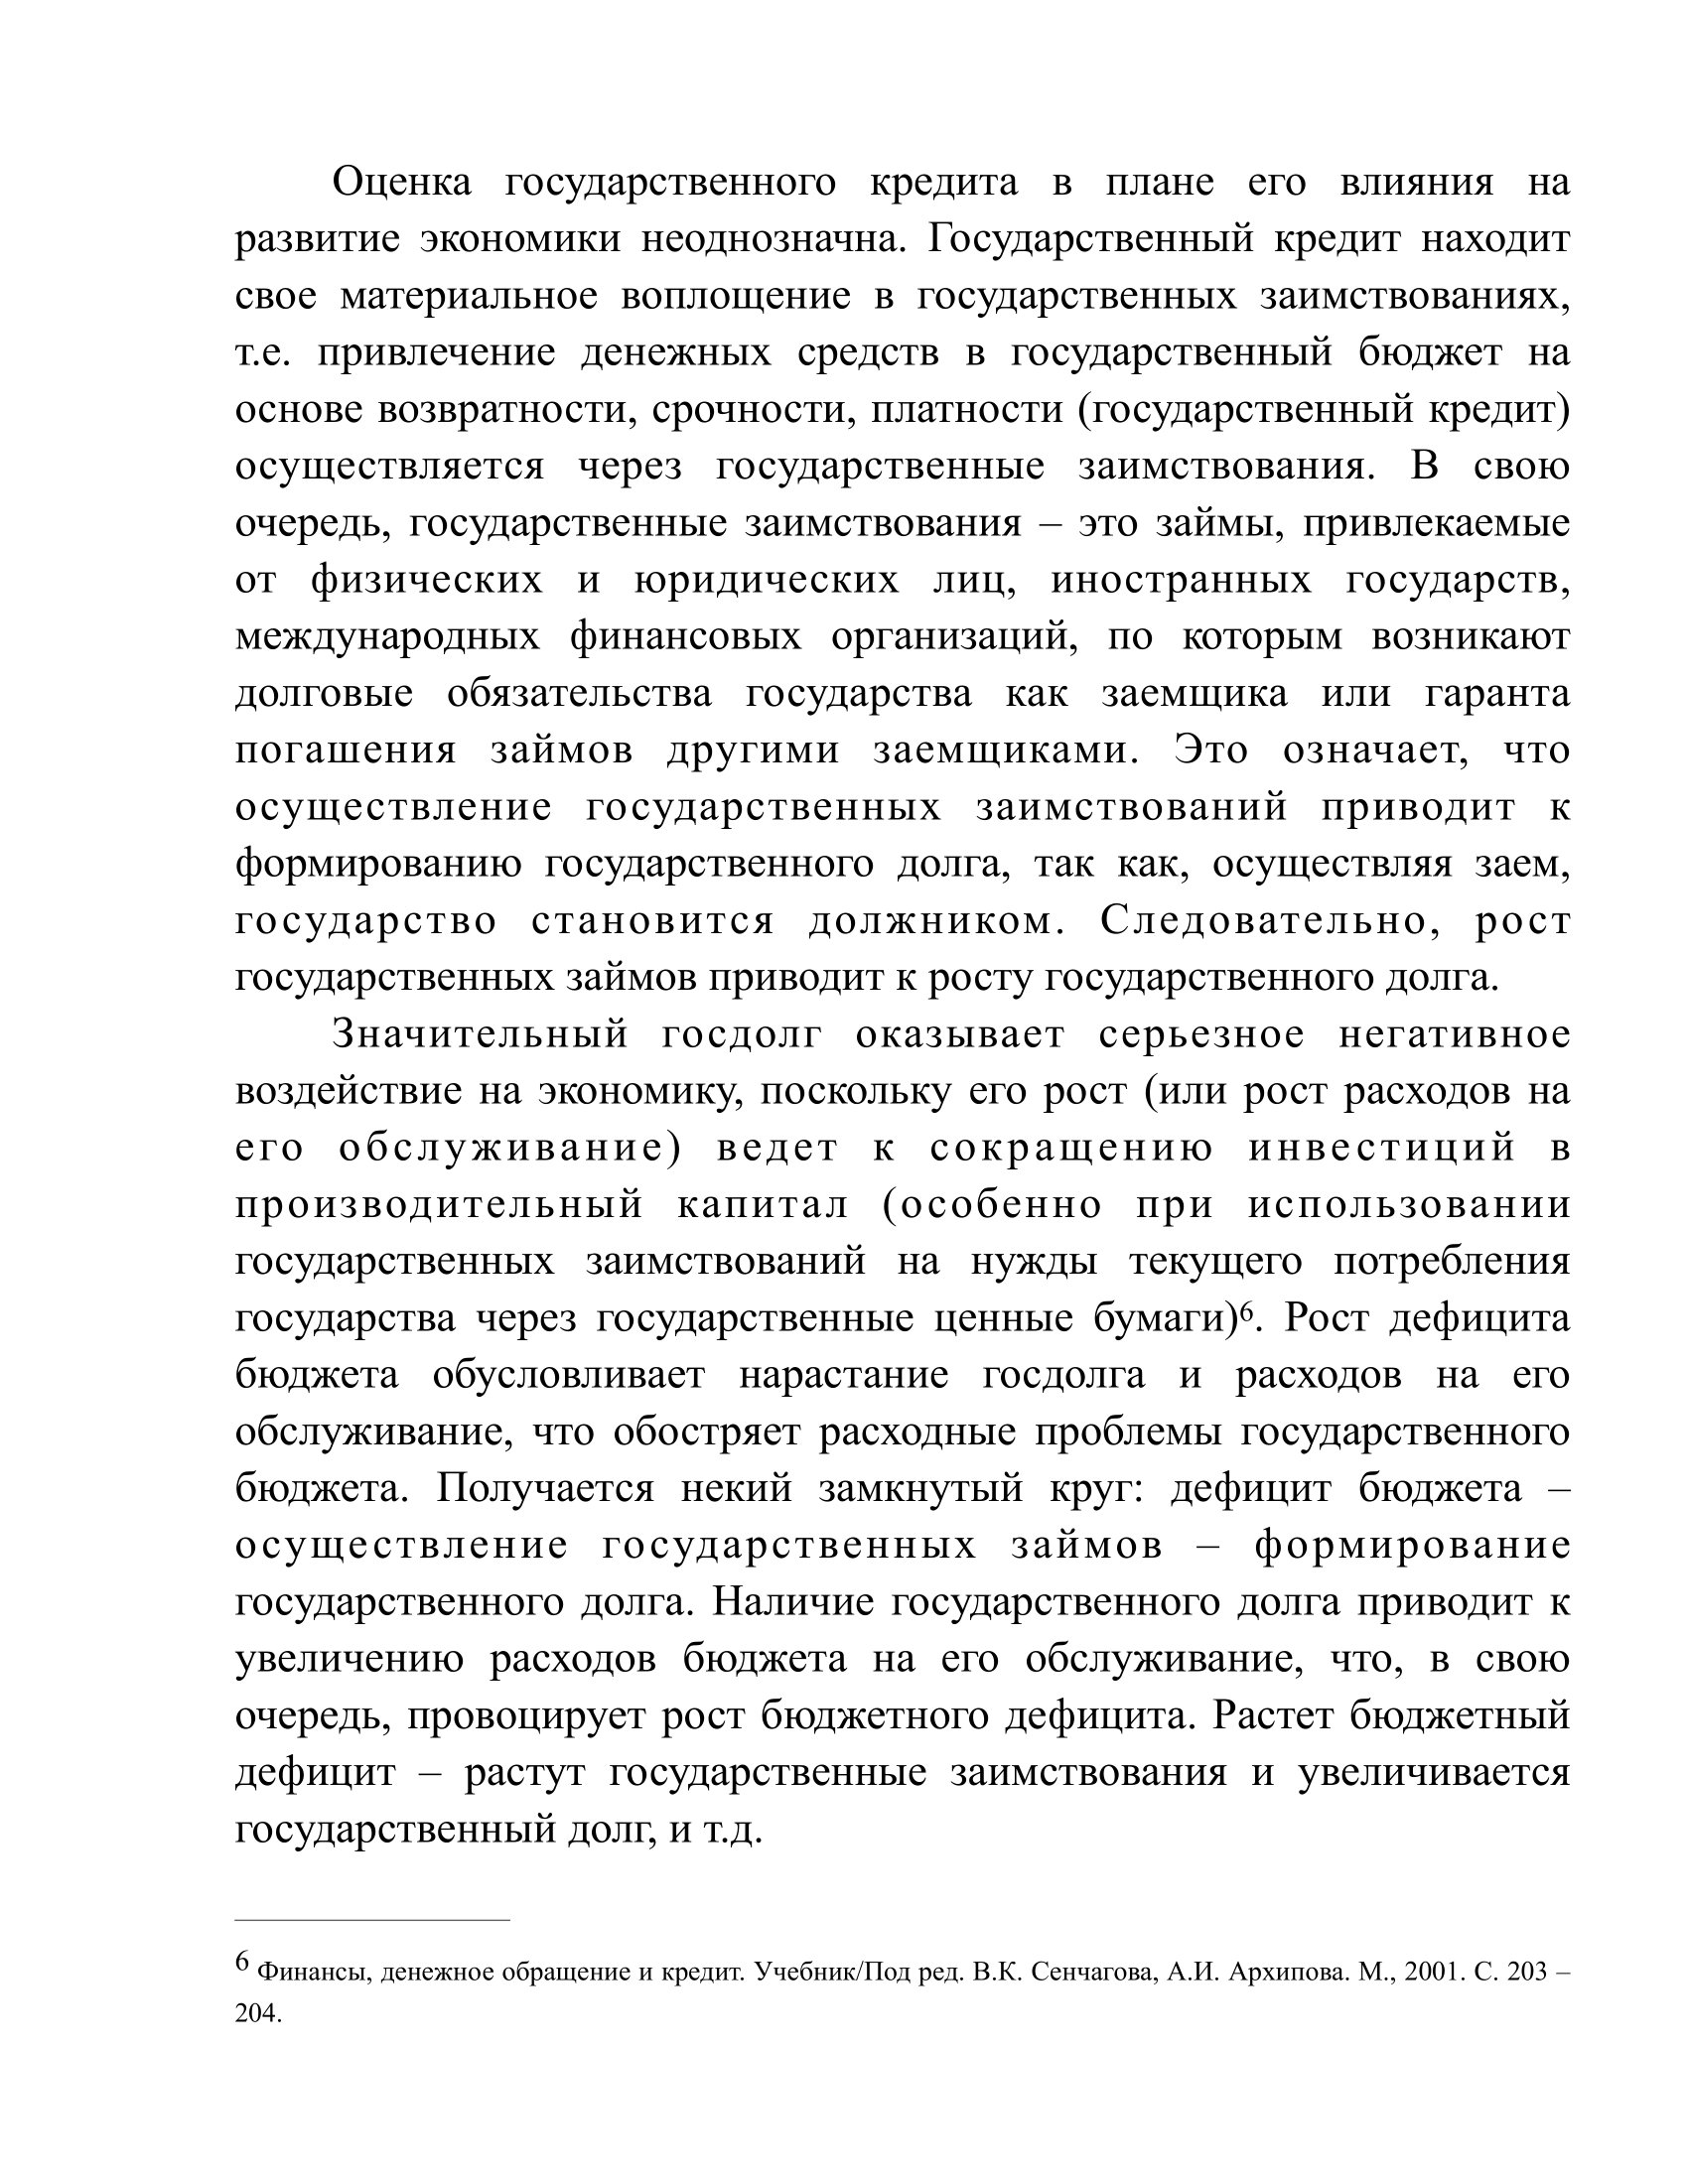 Оценка государственного кредита в плане его влияния на
развитие экономики неоднозначна. Государственный кредит находит
свое материальное воплощение в государственных заимствованиях,
т.е. привлечение денежных средств в государственный бюджет на
основе возвратности, срочности, платности (государственный кредит)
осуществляется через государственные заимствования. В свою
очередь, государственные заимствования – это займы, привлекаемые
от физических и юридических лиц, иностранных государств,
международных финансовых организаций, по которым возникают
долговые обязательства государства как заемщика или гаранта
погашения займов другими заемщиками. Это означает, что
осуществление государственных заимствований приводит к
формированию государственного долга, так как, осуществляя заем,
государство становится должником. Следовательно, рост
государственных займов приводит к росту государственного долга.
Значительный госдолг оказывает серьезное негативное
воздействие на экономику, поскольку его рост (или рост расходов на
его обслуживание) ведет к сокращению инвестиций в
производительный капитал (особенно при использовании
государственных заимствований на нужды текущего потребления
государства через государственные ценные бумаги)6. Рост дефицита
бюджета обусловливает нарастание госдолга и расходов на его
обслуживание, что обостряет расходные проблемы государственного
бюджета. Получается некий замкнутый круг: дефицит бюджета –
осуществление государственных займов – формирование
государственного долга. Наличие государственного долга приводит к
увеличению расходов бюджета на его обслуживание, что, в свою
очередь, провоцирует рост бюджетного дефицита. Растет бюджетный
дефицит – растут государственные заимствования и увеличивается
государственный долг, и т.д.
6 Финансы, денежное обращение и кредит. Учебник/Под ред. В.К. Сенчагова, А.И. Архипова. М., 2001. С. 203 –
204.